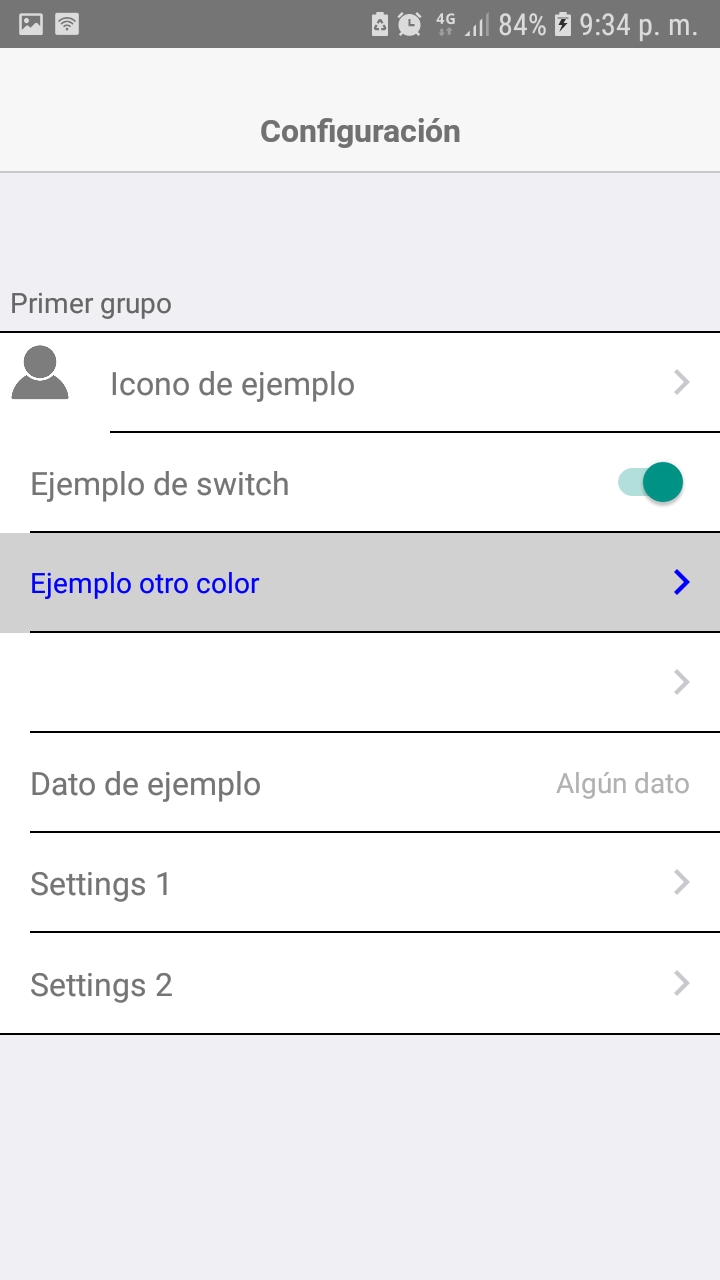 4G 84% 9:34 p. m.
Configuración
Primer grupo
Icono de ejemplo
Ejemplo de switch
Ejemplo otro color
Dato de ejemplo Algún dato
Settings 1
Settings 2